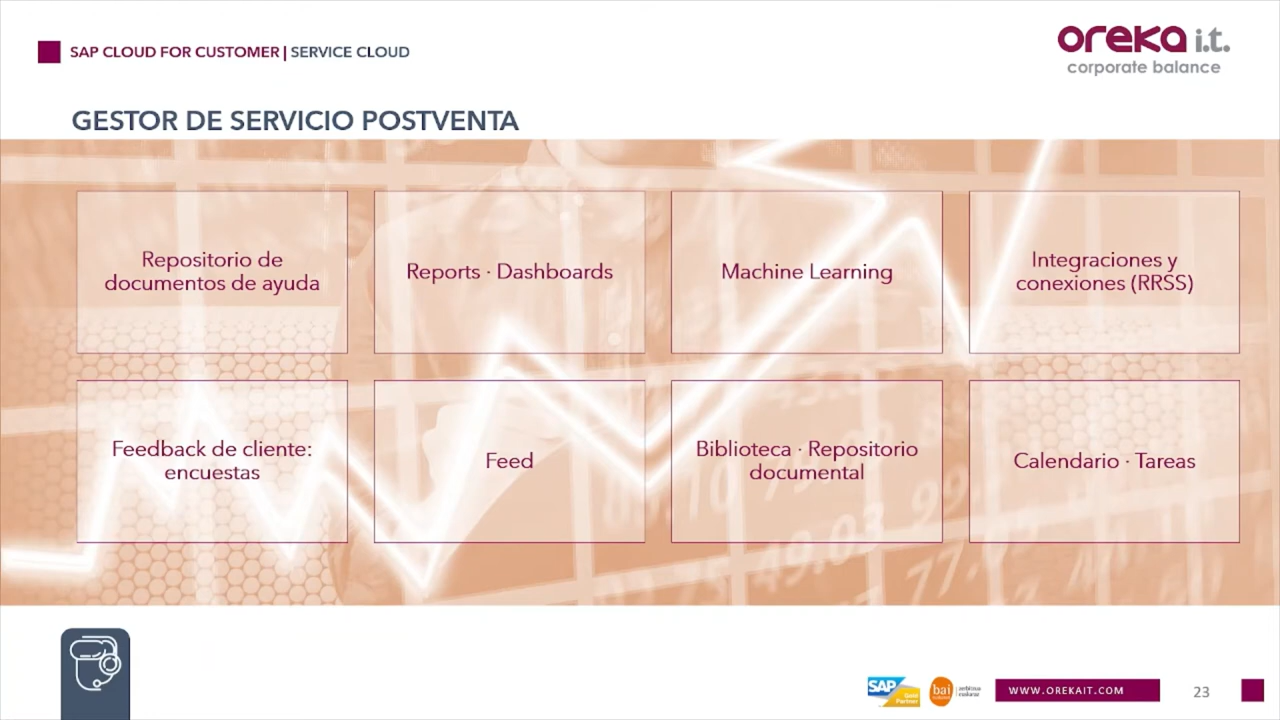 SAP CLOUD FOR CUSTOMER | SERVICE CLOUD
oreka i.t.
corporate balance
GESTOR DE SERVICIO POSTVENTA
Repositorio de
documentos de ayuda
Reports · Dashboards
Machine Learning
Integraciones y
conexiones (RRSS)
Feedback de cliente:
encuestas
Feed
Biblioteca · Repositorio
documental
Calendario · Tareas
SAP
Gold
Partner
bai
WWW.OREKAIT.COM
23